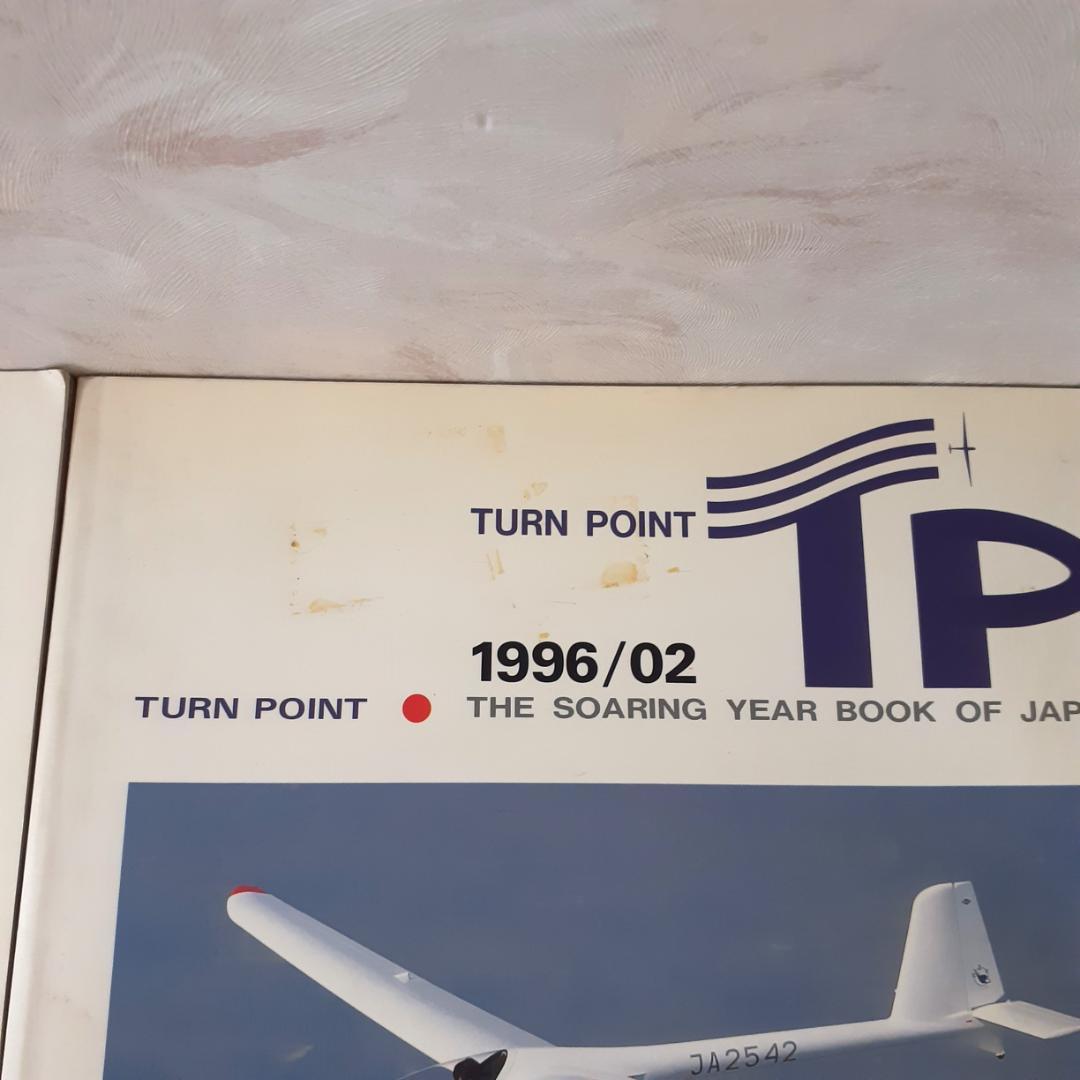 TURN POINT
TP
1996/02
TURN POINT ● THE SOARING YEAR BOOK OF JAP
JA2542